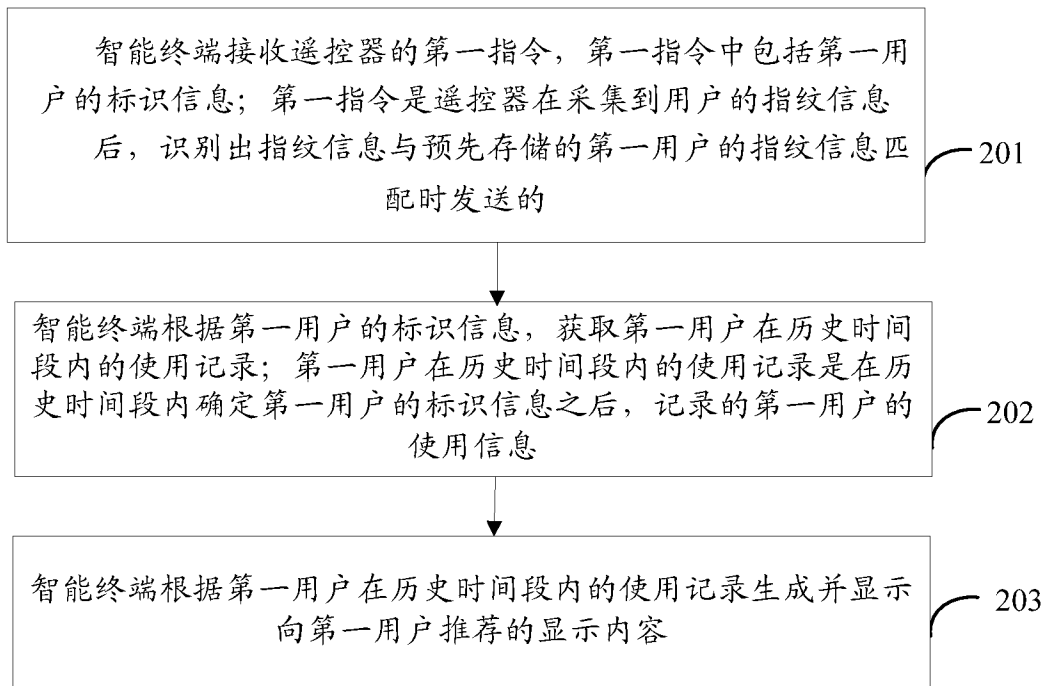 智能终端接收遥控器的第一指令，第一指令中包括第一用
户的标识信息；第一指令是遥控器在采集到用户的指纹信息
后，识别出指纹信息与预先存储的第一用户的指纹信息匹
配时发送的
201
智能终端根据第一用户的标识信息，获取第一用户在历史时间
段内的使用记录；第一用户在历史时间段内的使用记录是在历
史时间段内确定第一用户的标识信息之后，记录的第一用户的
使用信息
202
智能终端根据第一用户在历史时间段内的使用记录生成并显示
向第一用户推荐的显示内容
203